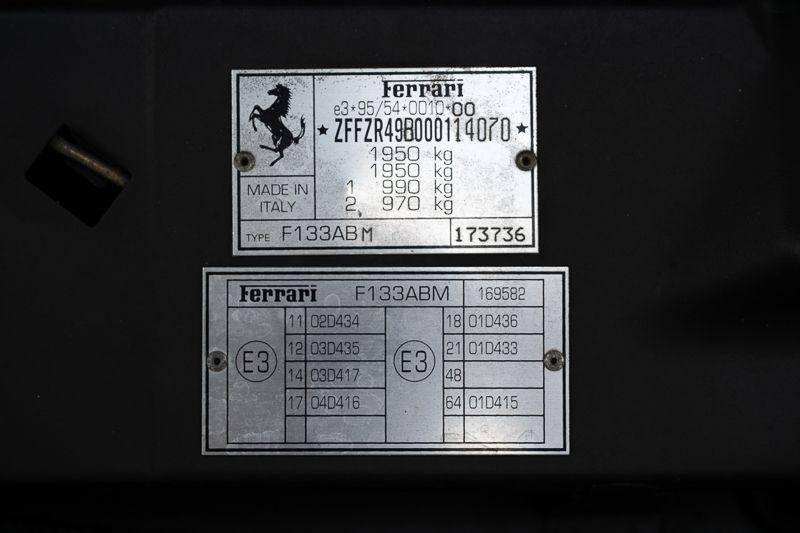 Ferrari
e3*95/54*0010*00
★ZFFZR49B000114070★
1950 kg
1950 kg
1 990 kg
2 970 kg
MADE IN
ITALY
TYPE F133ABM 173736
Ferrari F133ABM 169582
E3 11 02D434 E3 18 01D436
12 03D435 21 01D433
14 03D417 48
17 04D416 64 01D415